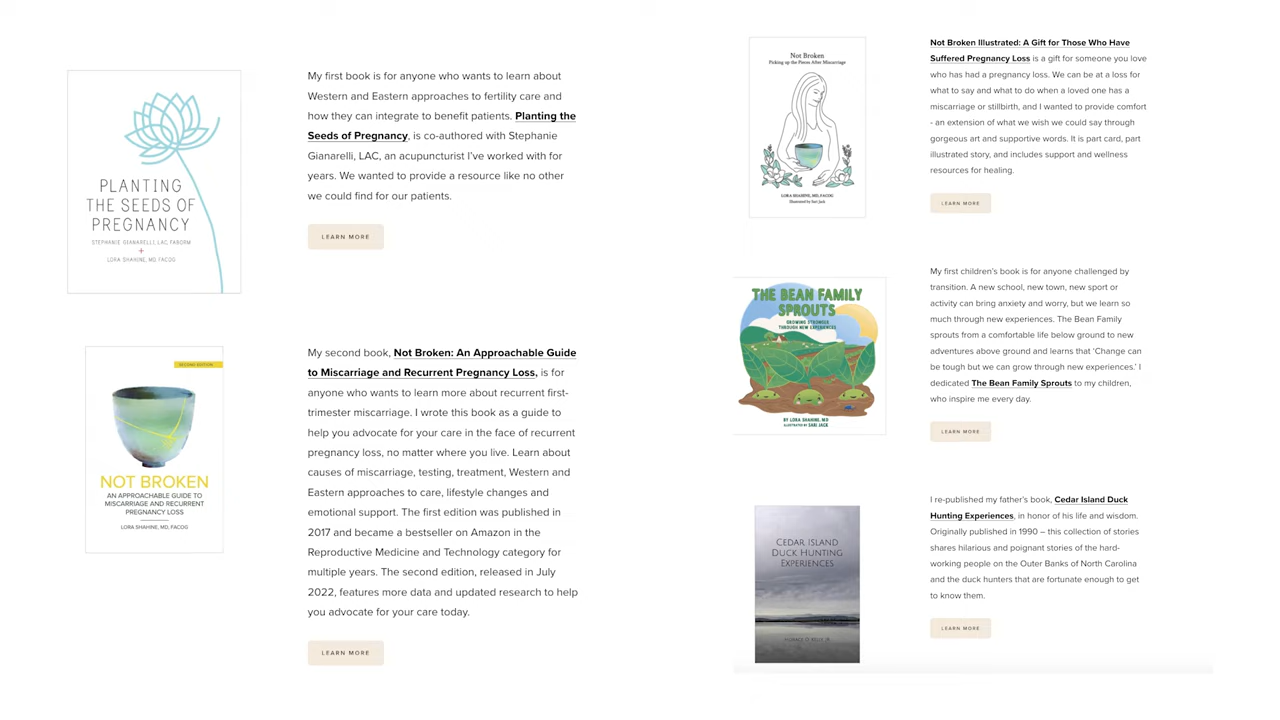 PLANTING
THE SEEDS OF
PREGNANCY
STEPHANIE GIANARELLI, LAC, FABORM
+
LORA SHAHINE, MD, FACOG
My first book is for anyone who wants to learn about
Western and Eastern approaches to fertility care and
how they can integrate to benefit patients. Planting the
Seeds of Pregnancy, is co-authored with Stephanie
Gianarelli, LAC, an acupuncturist I've worked with for
years. We wanted to provide a resource like no other
we could find for our patients.
LEARN MORE
SECOND EDITION
NOT BROKEN
AN APPROACHABLE GUIDE TO
MISCARRIAGE AND RECURRENT
PREGNANCY LOSS
LORA SHAHINE, MD, FACOG
My second book, Not Broken: An Approachable Guide
to Miscarriage and Recurrent Pregnancy Loss, is for
anyone who wants to learn more about recurrent first-
trimester miscarriage. I wrote this book as a guide to
help you advocate for your care in the face of recurrent
pregnancy loss, no matter where you live. Learn about
causes of miscarriage, testing, treatment, Western and
Eastern approaches to care, lifestyle changes and
emotional support. The first edition was published in
2017 and became a bestseller on Amazon in the
Reproductive Medicine and Technology category for
multiple years. The second edition, released in July
2022, features more data and updated research to help
you advocate for your care today.
LEARN MORE
Not Broken
Picking up the Pieces After Miscarriage
LORA SHAHINE, MD, FACOG
Illustrated by Sari Jack
Not Broken Illustrated: A Gift for Those Who Have
Suffered Pregnancy Loss is a gift for someone you love
who has had a pregnancy loss. We can be at a loss for
what to say and what to do when a loved one has a
miscarriage or stillbirth, and I wanted to provide comfort
- an extension of what we wish we could say through
gorgeous art and supportive words. It is part card, part
illustrated story, and includes support and wellness
resources for healing.
LEARN MORE
THE BEAN FAMILY
SPROUTS
GROWING STRONGER
THROUGH NEW EXPERIENCES
BY LORA SHAHINE, MD
ILLUSTRATED BY SARI JACK
My first children's book is for anyone challenged by
transition. A new school, new town, new sport or
activity can bring anxiety and worry, but we learn so
much through new experiences. The Bean Family
sprouts from a comfortable life below ground to new
adventures above ground and learns that 'Change can
be tough but we can grow through new experiences.' I
dedicated The Bean Family Sprouts to my children,
who inspire me every day.
LEARN MORE
CEDAR ISLAND
DUCK HUNTING
EXPERIENCES
I re-published my father's book, Cedar Island Duck
Hunting Experiences, in honor of his life and wisdom.
Originally published in 1990 – this collection of stories
shares hilarious and poignant stories of the hard-
working people on the Outer Banks of North Carolina
and the duck hunters that are fortunate enough to get
to know them.
LEARN MORE